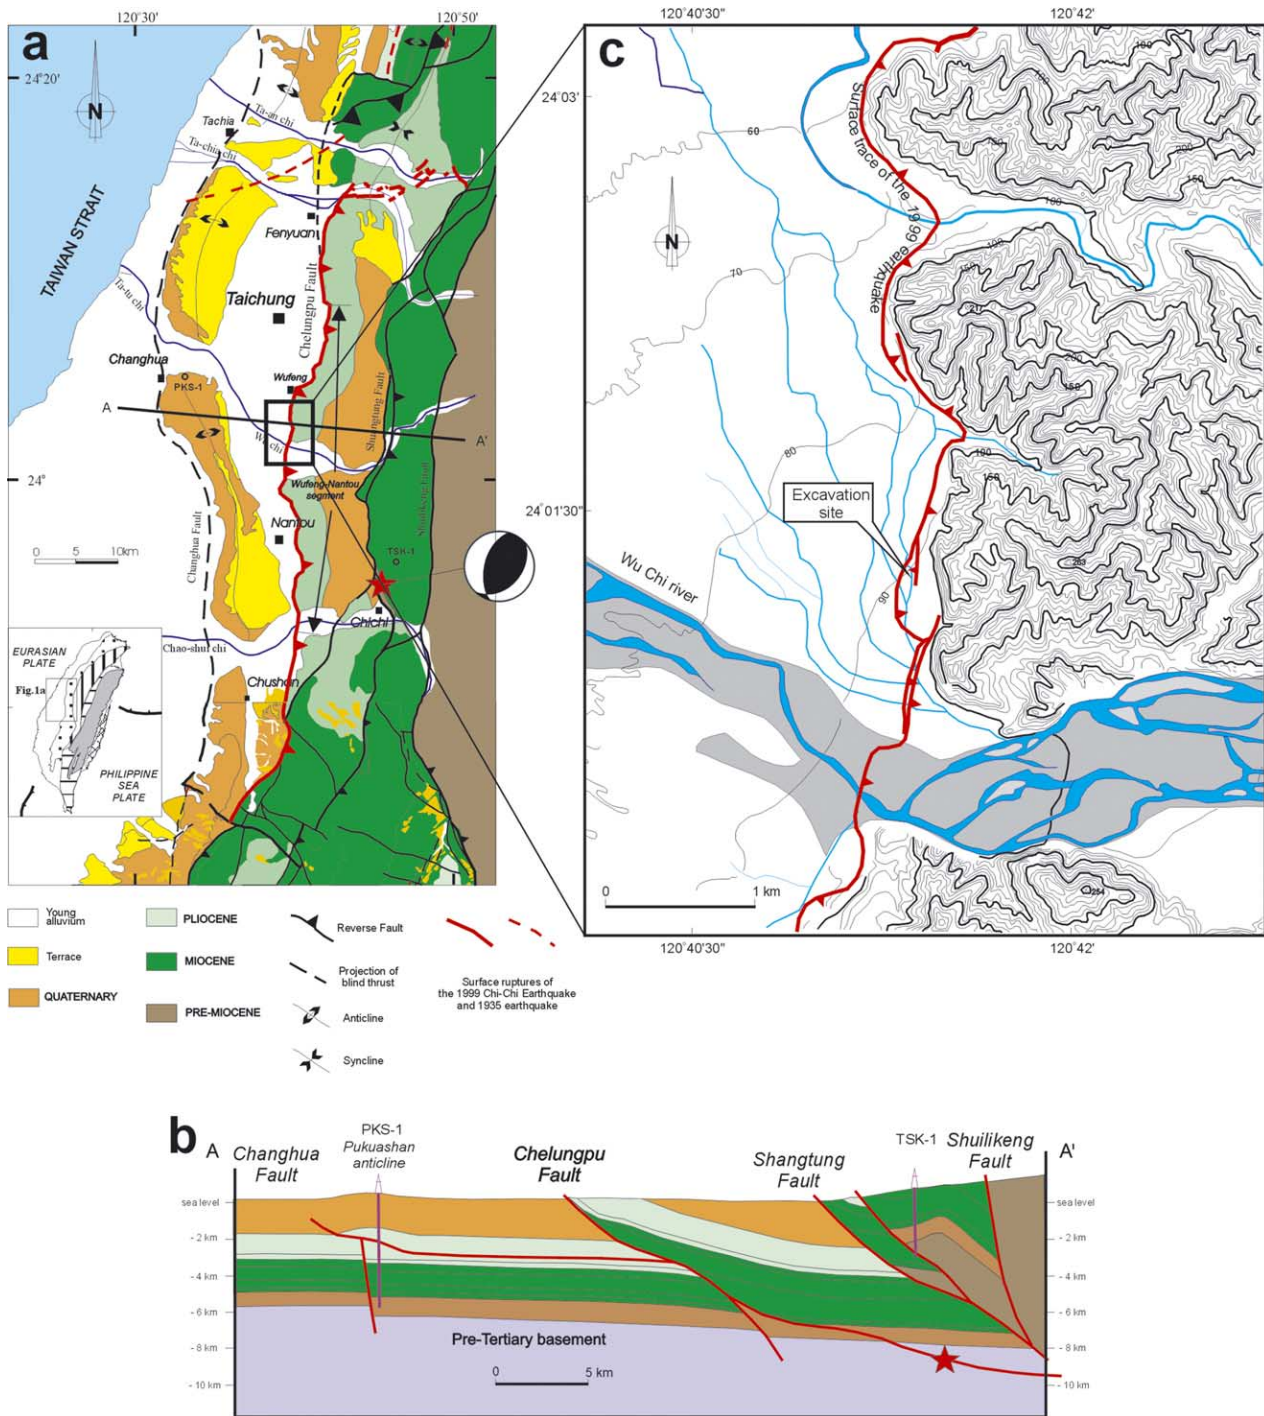 120°30'
120°50'
120°40'30"
120°42'
a
24°20'
N
Ta-an chi
Tachia
Ta-chia chi
TAIWAN STRAIT
Fenyuan
Chelungpu Fault
Ta-tu chi
Taichung
Changhua
PKS-1
Wufeng
A
A'
Shuangtung Fault
24°
Wufeng-Nantou
segment
Nantou
TSK-1
Changhua Fault
0 5 10km
Chichi
Chao-shui chi
Chushan
EURASIAN
PLATE
Fig.1a
PHILIPPINE
SEA
PLATE
c
24°03'
N
60
70
80
90
100
150
200
Surface trace of the 1999 earthquake
Excavation
site
24°01'30"
Wu Chi river
263
254
0 1 km
120°40'30"
120°42'
Young
alluvium
Terrace
QUATERNARY
PLIOCENE
MIOCENE
PRE-MIOCENE
Reverse Fault
Projection of
blind thrust
Anticline
Syncline
Surface ruptures of
the 1999 Chi-Chi Earthquake
and 1935 earthquake
b
A
Changhua
Fault
PKS-1
Pukuashan
anticline
Chelungpu
Fault
Shangtung
Fault
TSK-1
Shuilikeng
Fault
A'
sea level
- 2 km
- 4 km
- 6 km
- 8 km
- 10 km
Pre-Tertiary basement
0 5 km
sea level
- 2 km
- 4 km
- 6 km
- 8 km
- 10 km